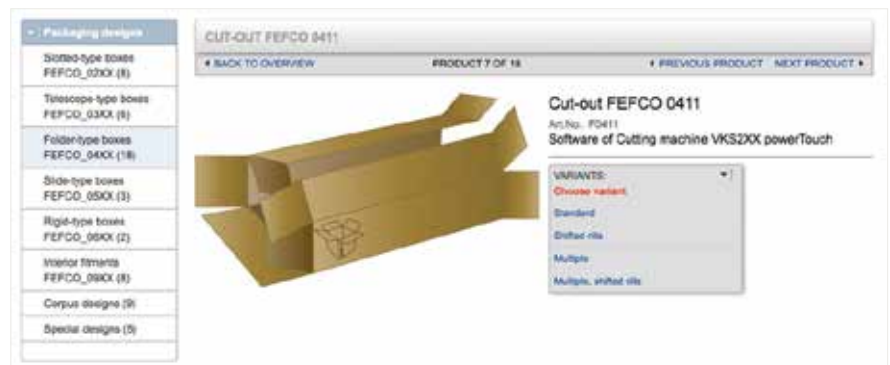 Packaging designs
Slotted-type boxes
FEFCO_02XX (8)
Telescope-type boxes
FEFCO_03XX (6)
Folder-type boxes
FEFCO_04XX (18)
Slide-type boxes
FEFCO_05XX (3)
Rigid-type boxes
FEFCO_06XX (2)
Interior fitments
FEFCO_09XX (8)
Corpus designs (9)
Special designs (5)
CUT-OUT FEFCO 0411
BACK TO OVERVIEW
PRODUCT 7 OF 18
PREVIOUS PRODUCT NEXT PRODUCT
Cut-out FEFCO 0411
Art.No. F0411
Software of Cutting machine VKS2XX powerTouch
VARIANTS:
Choose variant.
Standard
Shifted rills
Multiple
Multiple, shifted rills